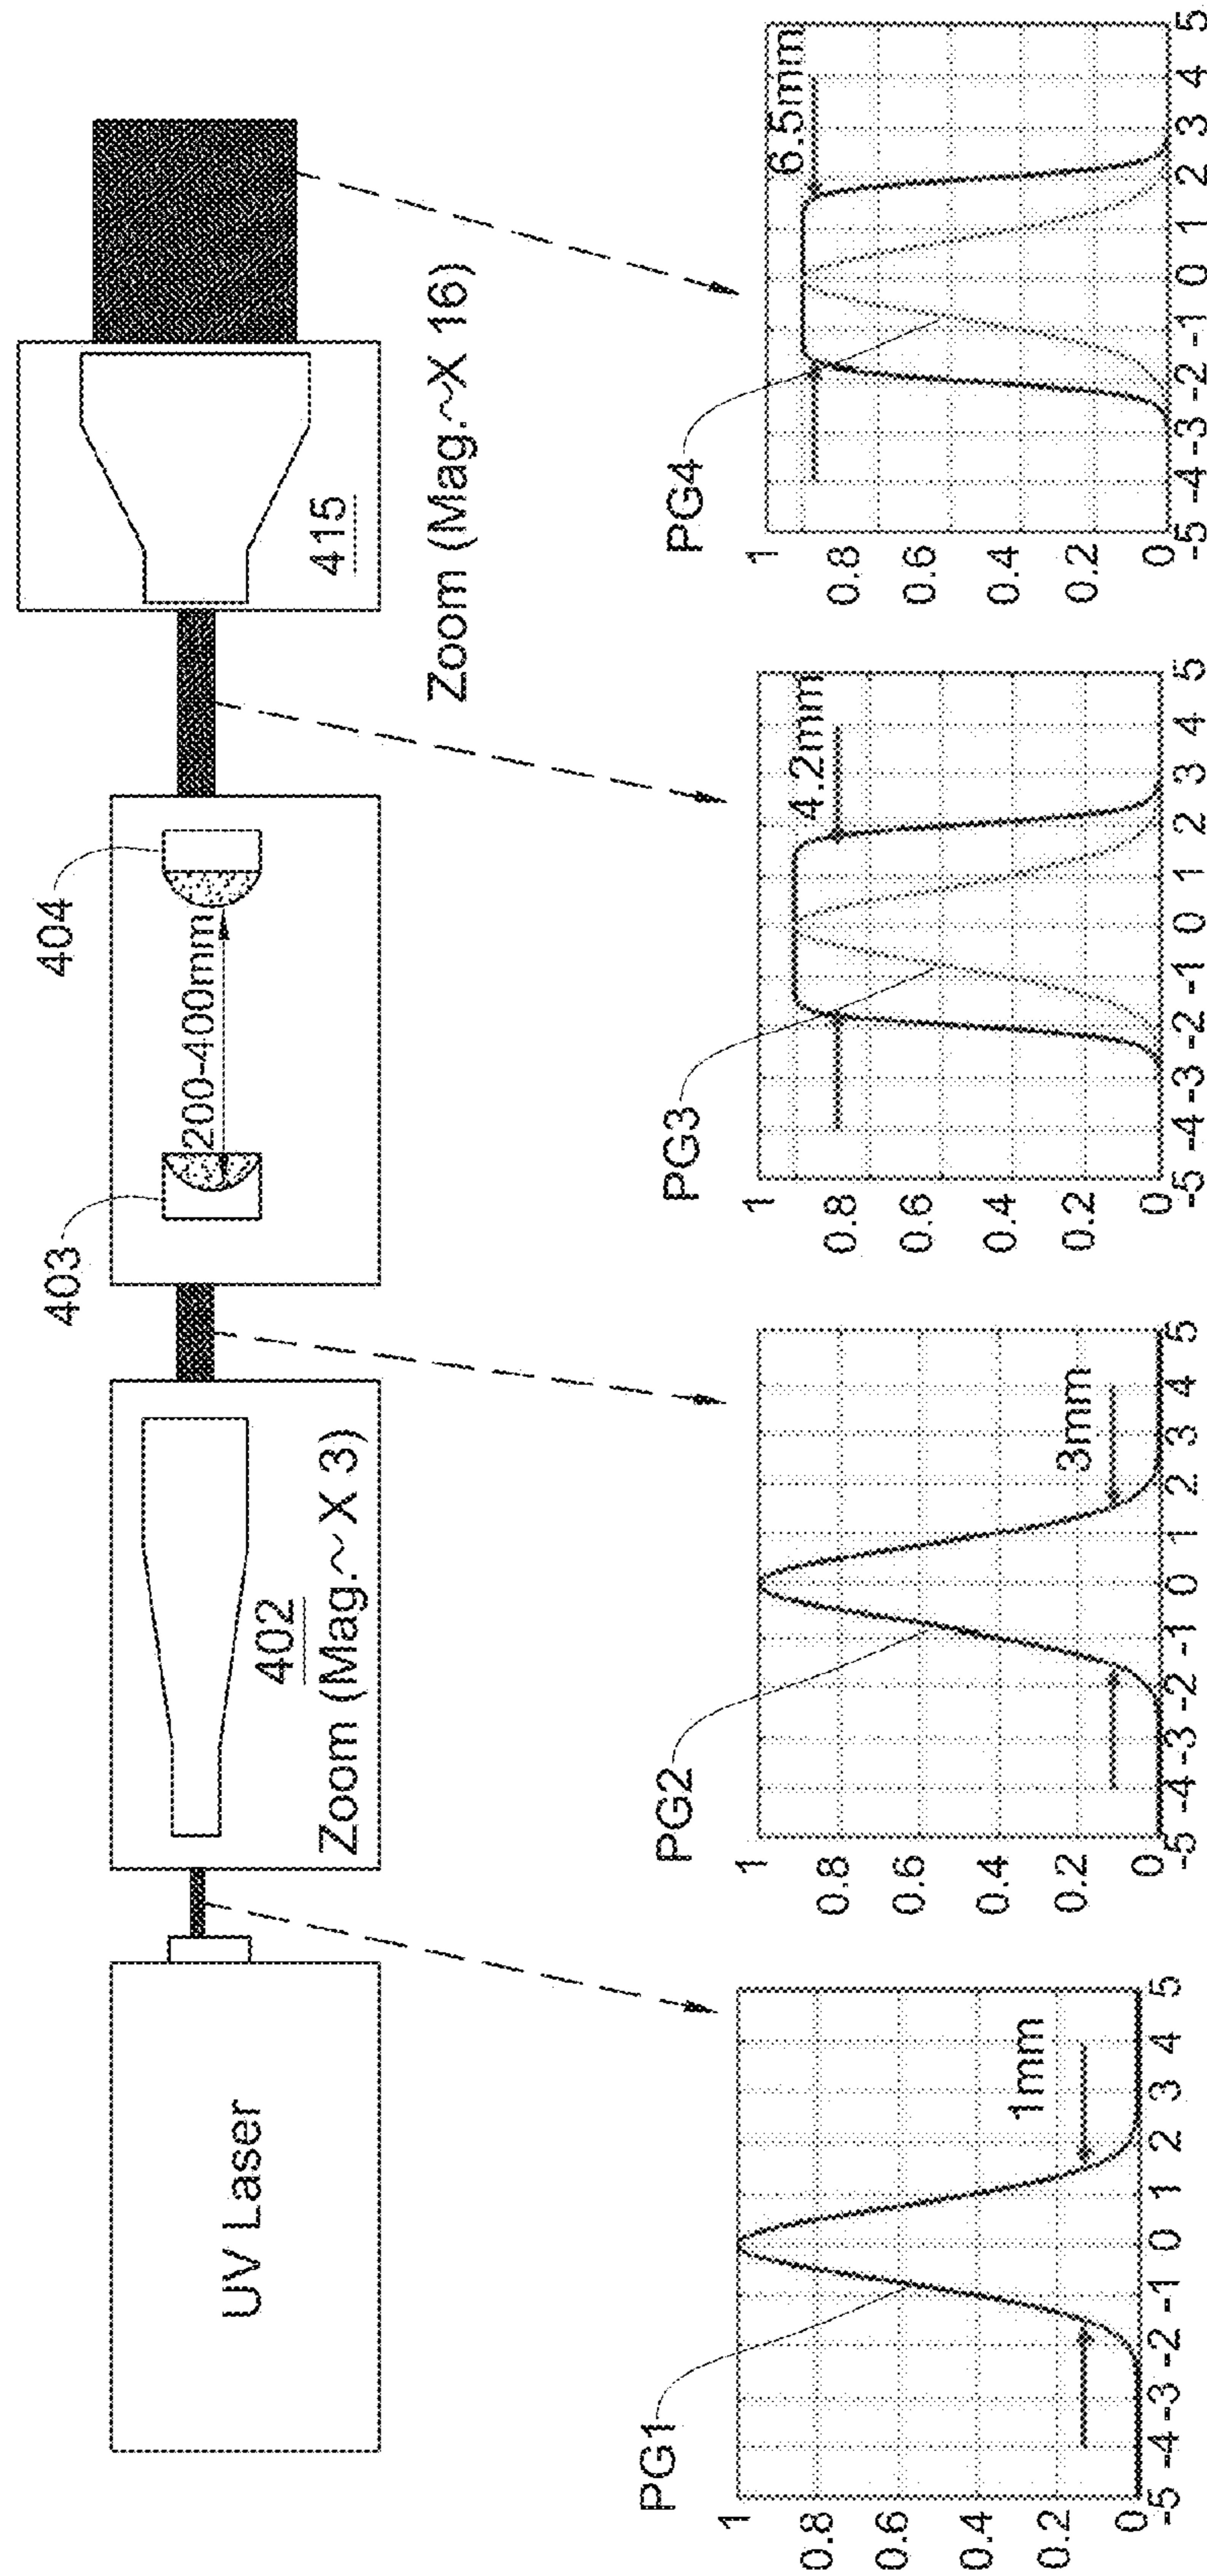 UV Laser
402
Zoom (Mag.~ X 3)
403
404
200-400mm
415
Zoom (Mag.~X 16)
PG1
1
0.8
0.6
0.4
0.2
0
1mm
-5 -4 -3 -2 -1 0 1 2 3 4 5
PG2
1
0.8
0.6
0.4
0.2
0
3mm
-5 -4 -3 -2 -1 0 1 2 3 4 5
PG3
1
0.8
0.6
0.4
0.2
0
4.2mm
-5 -4 -3 -2 -1 0 1 2 3 4 5
PG4
1
0.8
0.6
0.4
0.2
0
6.5mm
-5 -4 -3 -2 -1 0 1 2 3 4 5